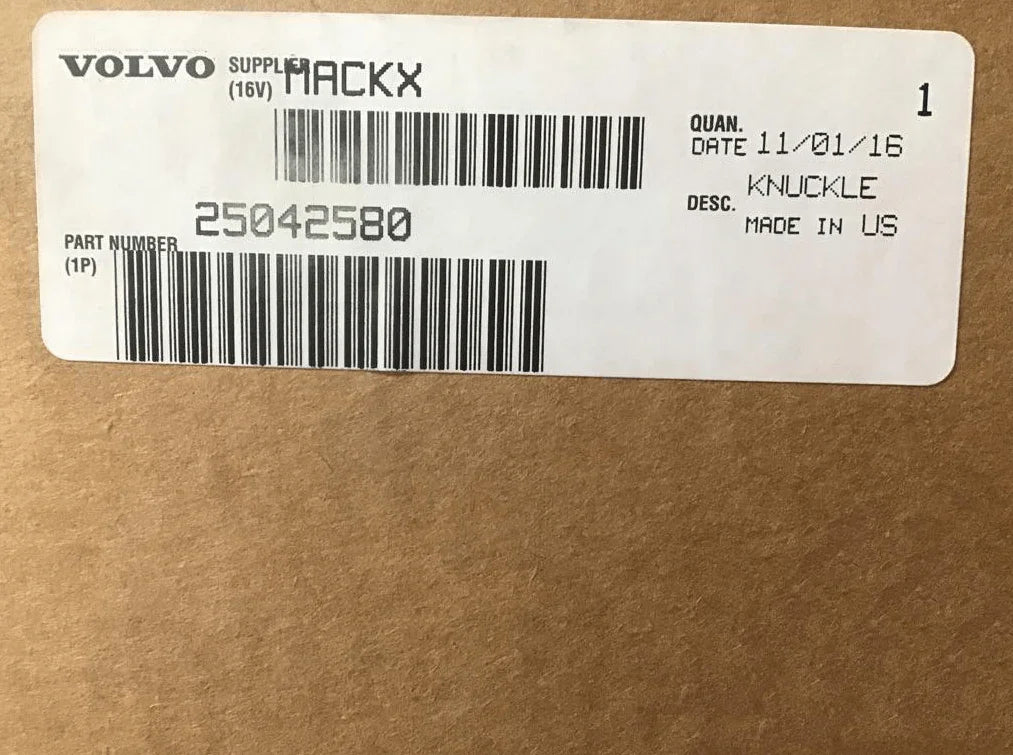 VOLVO SUPPLIER MACKX
(16V)
1
QUAN.
DATE 11/01/16
KNUCKLE
DESC.
MADE IN US
25042580
PART NUMBER
(1P)